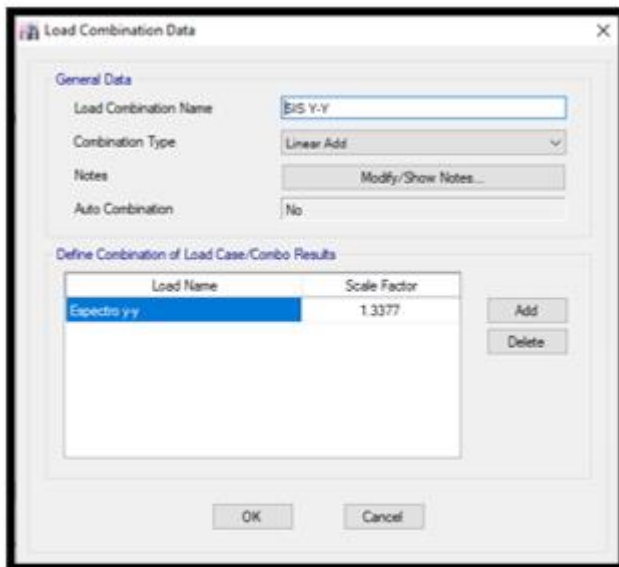 Load Combination Data
General Data
Load Combination Name SIS Y-Y
Combination Type Linear Add
Notes Modify/Show Notes...
Auto Combination No
Define Combination of Load Case/Combo Results
Load Name Scale Factor
Espectro y-y 1.3377
Add
Delete
OK Cancel